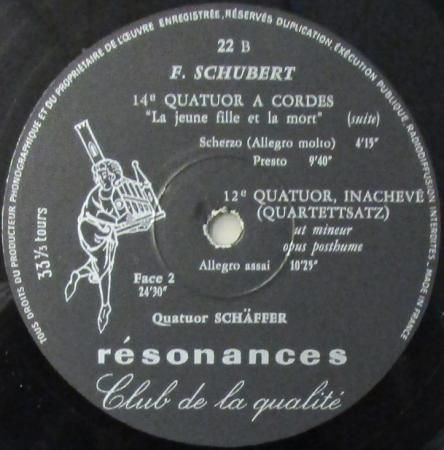 TOUS DROITS DU PRODUCTEUR PHONOGRAPHIQUE ET DU PROPRIÉTAIRE DE L'ŒUVRE ENREGISTRÉE, RÉSERVÉS DUPLICATION, EXÉCUTION PUBLIQUE RADIODIFFUSION INTERDITES - MADE IN FRANCE
22 B
F. SCHUBERT
14e QUATUOR A CORDES
"La jeune fille et la mort" (suite)
Scherzo (Allegro molto) 4'15"
Presto 9'40"
12e QUATUOR, INACHEVÉ
(QUARTETTSATZ)
ut mineur
opus posthume
Allegro assai 10'25"
33 1/3 tours
Face 2
24'30"
Quatuor SCHÄFFER
résonances
Club de la qualité